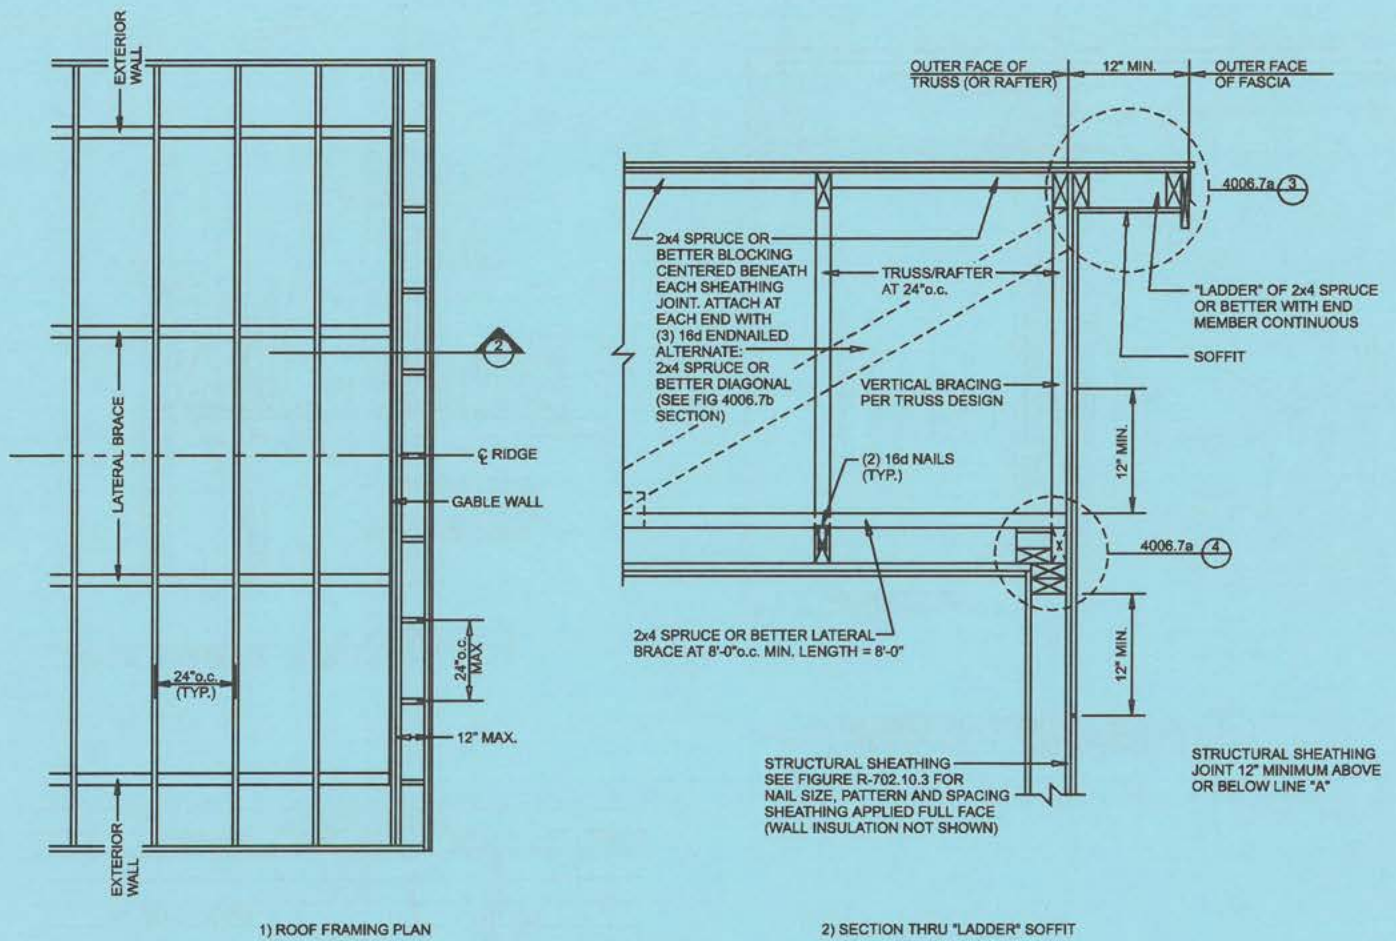 EXTERIOR
WALL
LATERAL BRACE
EXTERIOR
WALL
24"o.c.
(TYP.)
2
℄ RIDGE
GABLE WALL
24"o.c.
MAX
12" MAX.
1) ROOF FRAMING PLAN
OUTER FACE OF
TRUSS (OR RAFTER)
12" MIN.
OUTER FACE
OF FASCIA
4006.7a 3
2x4 SPRUCE OR
BETTER BLOCKING
CENTERED BENEATH
EACH SHEATHING
JOINT. ATTACH AT
EACH END WITH
(3) 16d ENDNAILED
ALTERNATE:
2x4 SPRUCE OR
BETTER DIAGONAL
(SEE FIG 4006.7b
SECTION)
TRUSS/RAFTER
AT 24"o.c.
"LADDER" OF 2x4 SPRUCE
OR BETTER WITH END
MEMBER CONTINUOUS
SOFFIT
VERTICAL BRACING
PER TRUSS DESIGN
12" MIN.
(2) 16d NAILS
(TYP.)
4006.7a 4
2x4 SPRUCE OR BETTER LATERAL
BRACE AT 8'-0"o.c. MIN. LENGTH = 8'-0"
12" MIN.
STRUCTURAL SHEATHING
SEE FIGURE R-702.10.3 FOR
NAIL SIZE, PATTERN AND SPACING
SHEATHING APPLIED FULL FACE
(WALL INSULATION NOT SHOWN)
STRUCTURAL SHEATHING
JOINT 12" MINIMUM ABOVE
OR BELOW LINE "A"
2) SECTION THRU "LADDER" SOFFIT